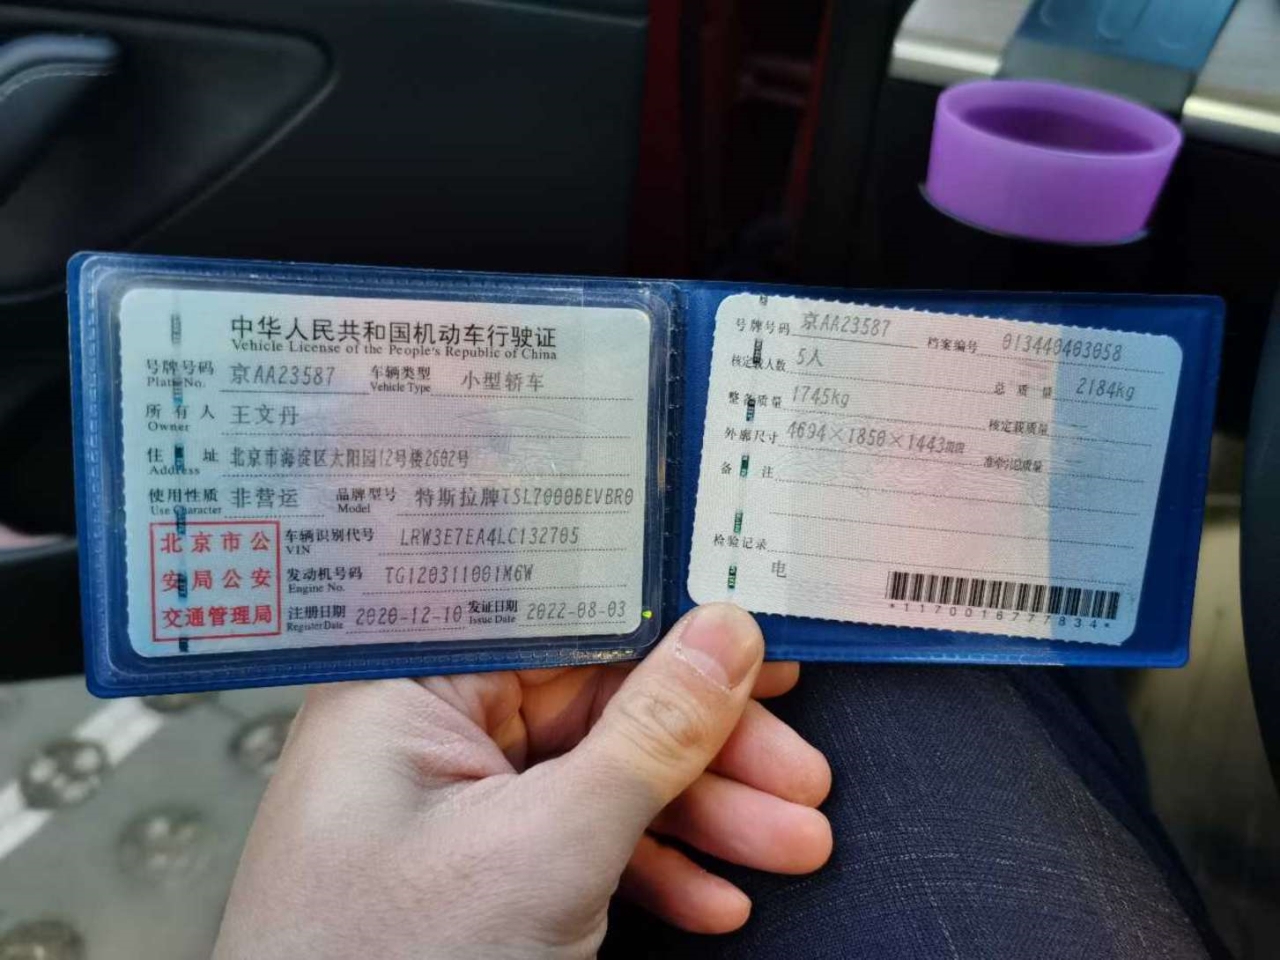 中华人民共和国机动车行驶证
Vehicle License of the People's Republic of China
号牌号码 京AA23587 车辆类型 小型轿车
Plate No. Vehicle Type
所有人 王文丹
Owner
住址 北京市海淀区太阳园12号楼2602号
Address
使用性质 非营运 品牌型号 特斯拉牌TSL7000BEVBR0
Use Character Model
北京市公
安局公安
交通管理局
车辆识别代号 LRW3E7EA4LC132705
VIN
发动机号码 TG120311001M6W
Engine No.
注册日期 2020-12-10 发证日期 2022-08-03
Register Date Issue Date
号牌号码 京AA23587 档案编号 013440403058
核定载人数 5人 总质量 2184kg
整备质量 1745kg 核定载质量
外廓尺寸 4694×1850×1443 准牵引总质量
备注
检验记录
电
*1170016777834*